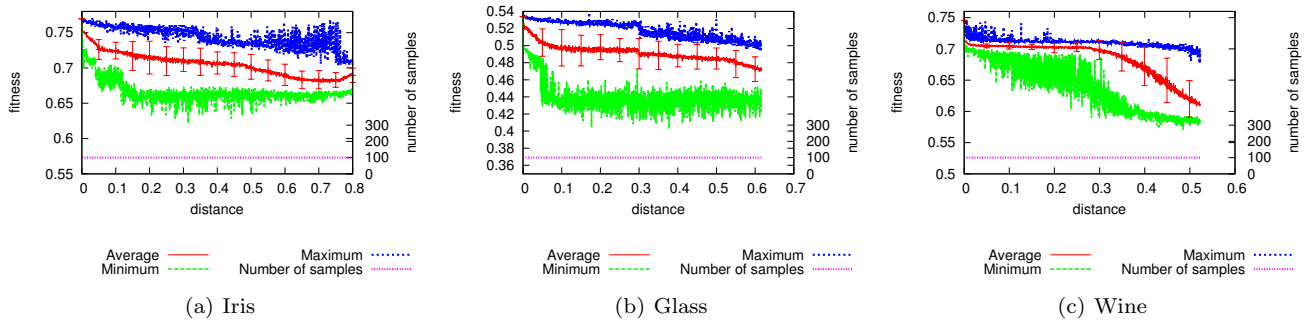 0.75
0.7
0.65
0.6
0.55
fitness
300
200
100
0
number of samples
0 0.1 0.2 0.3 0.4 0.5 0.6 0.7 0.8
distance
Average
Maximum
Minimum
Number of samples
(a) Iris
0.54
0.52
0.5
0.48
0.46
0.44
0.42
0.4
0.38
0.36
fitness
300
200
100
0
number of samples
0 0.1 0.2 0.3 0.4 0.5 0.6 0.7
distance
Average
Maximum
Minimum
Number of samples
(b) Glass
0.75
0.7
0.65
0.6
0.55
0.5
fitness
300
200
100
0
number of samples
0 0.1 0.2 0.3 0.4 0.5 0.6
distance
Average
Maximum
Minimum
Number of samples
(c) Wine